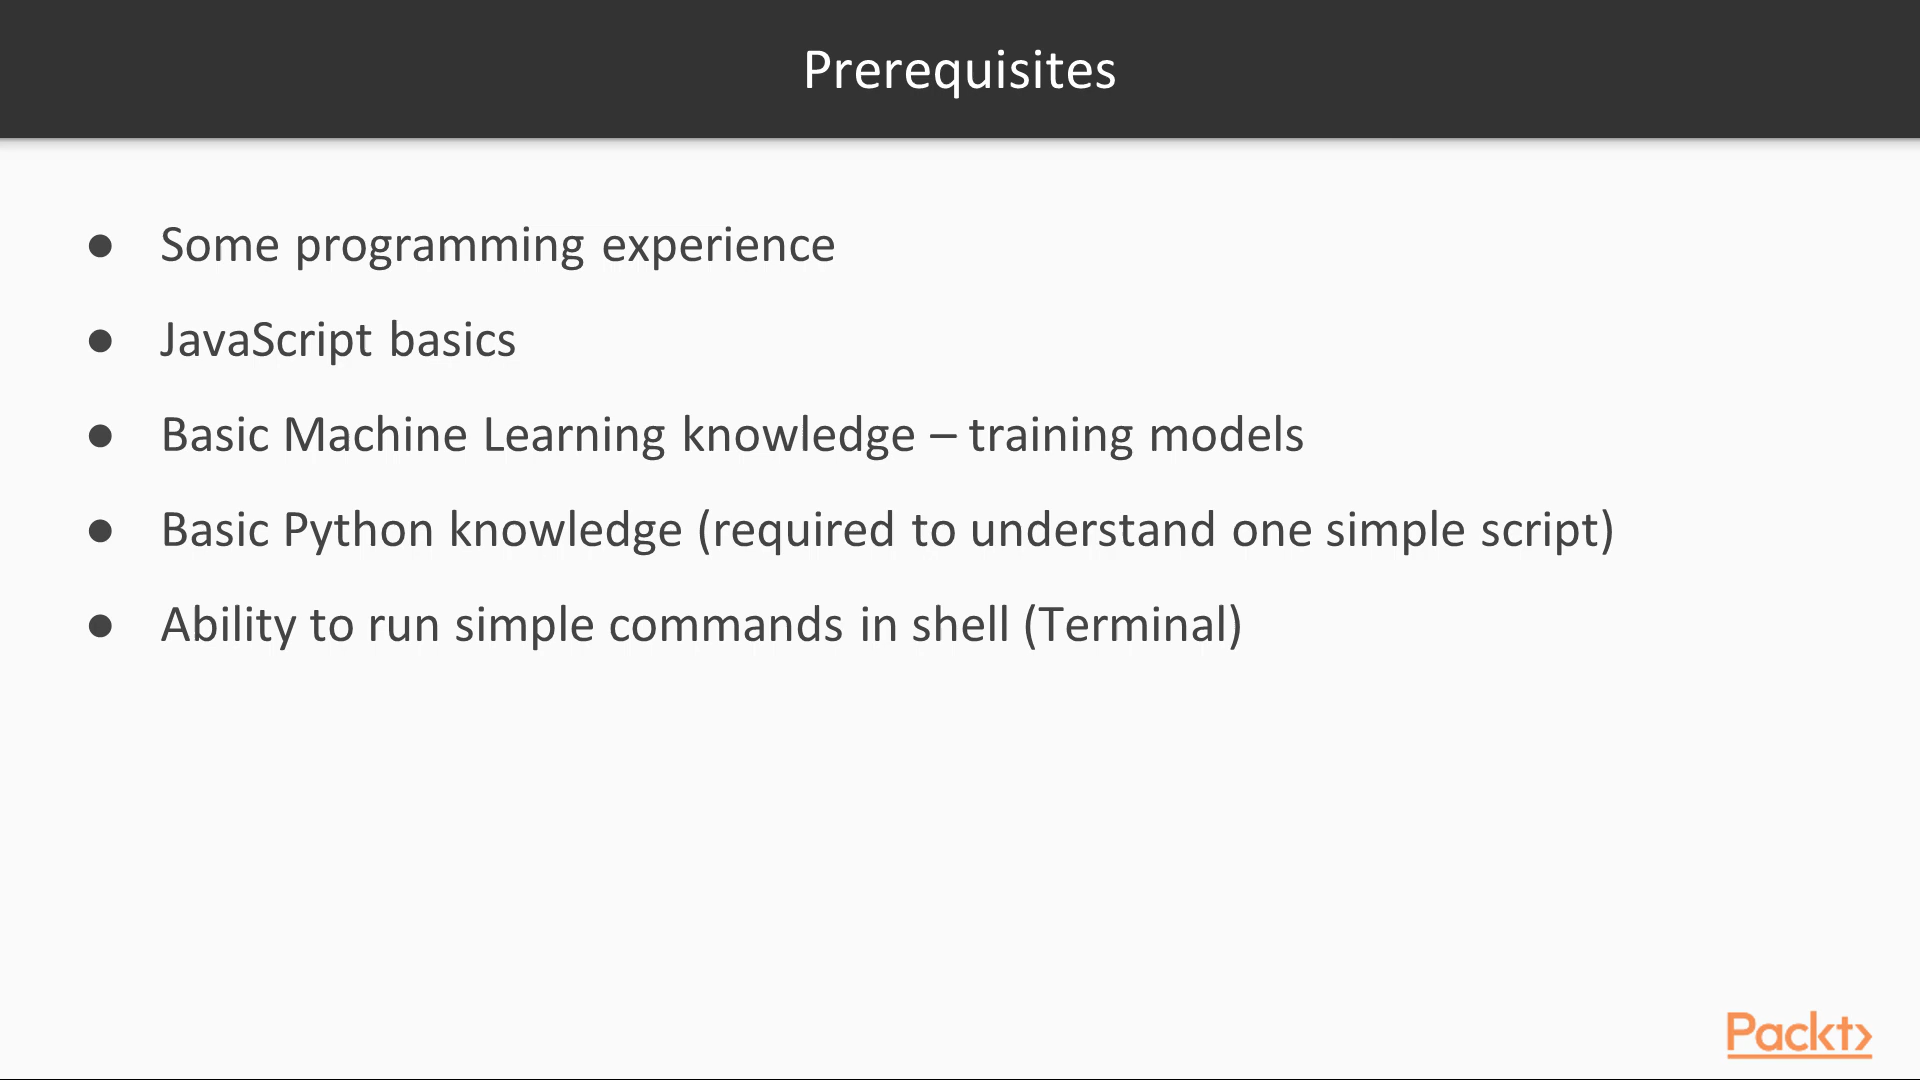 Prerequisites
● Some programming experience
● JavaScript basics
● Basic Machine Learning knowledge – training models
● Basic Python knowledge (required to understand one simple script)
● Ability to run simple commands in shell (Terminal)
Packt>